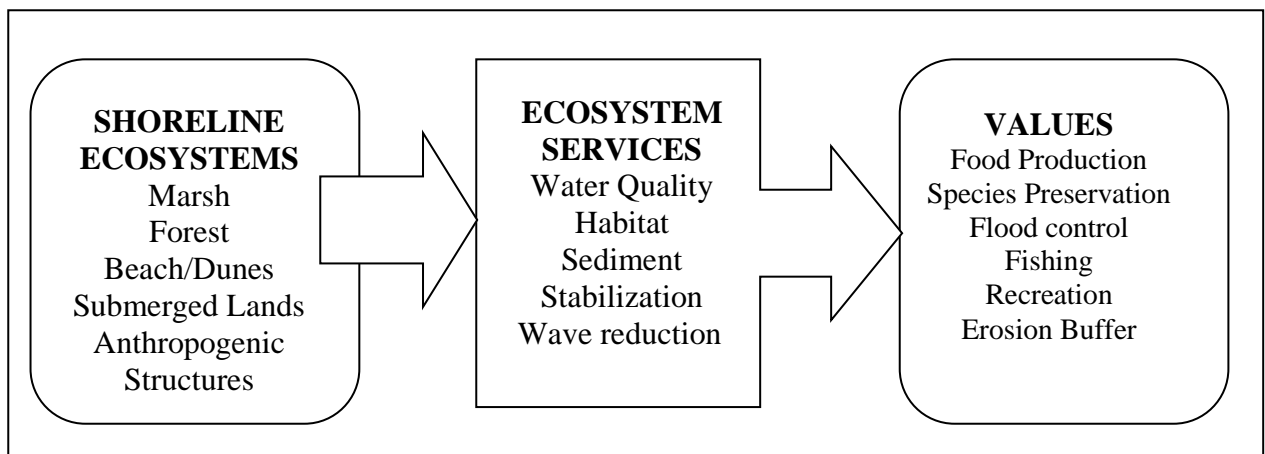 SHORELINE
ECOSYSTEMS
Marsh
Forest
Beach/Dunes
Submerged Lands
Anthropogenic
Structures
ECOSYSTEM
SERVICES
Water Quality
Habitat
Sediment
Stabilization
Wave reduction
VALUES
Food Production
Species Preservation
Flood control
Fishing
Recreation
Erosion Buffer